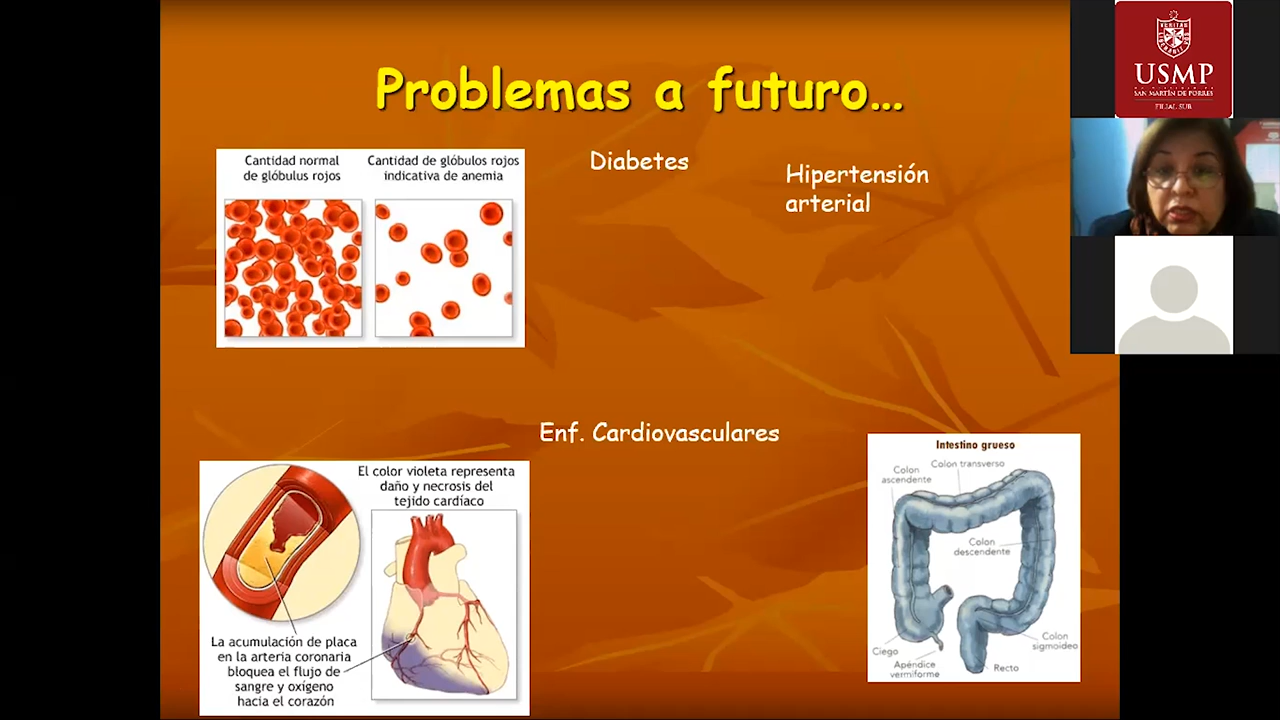 Problemas a futuro...
Cantidad normal
de glóbulos rojos
Cantidad de glóbulos rojos
indicativa de anemia
Diabetes
Hipertensión
arterial
Enf. Cardiovasculares
El color violeta representa
daño y necrosis del
tejido cardíaco
La acumulación de placa
en la arteria coronaria
bloquea el flujo de
sangre y oxígeno
hacia el corazón
Intestino grueso
Colon transverso
Colon
ascendente
Colon
descendente
Colon
sigmoideo
Ciego
Apéndice
vermiforme
Recto
USMP
SAN MARTÍN DE PORRES
FILIAL SUR